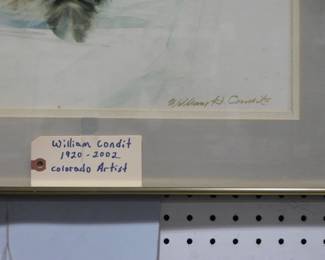 William H. Condit
William Condit
1920-2002
Colorado Artist